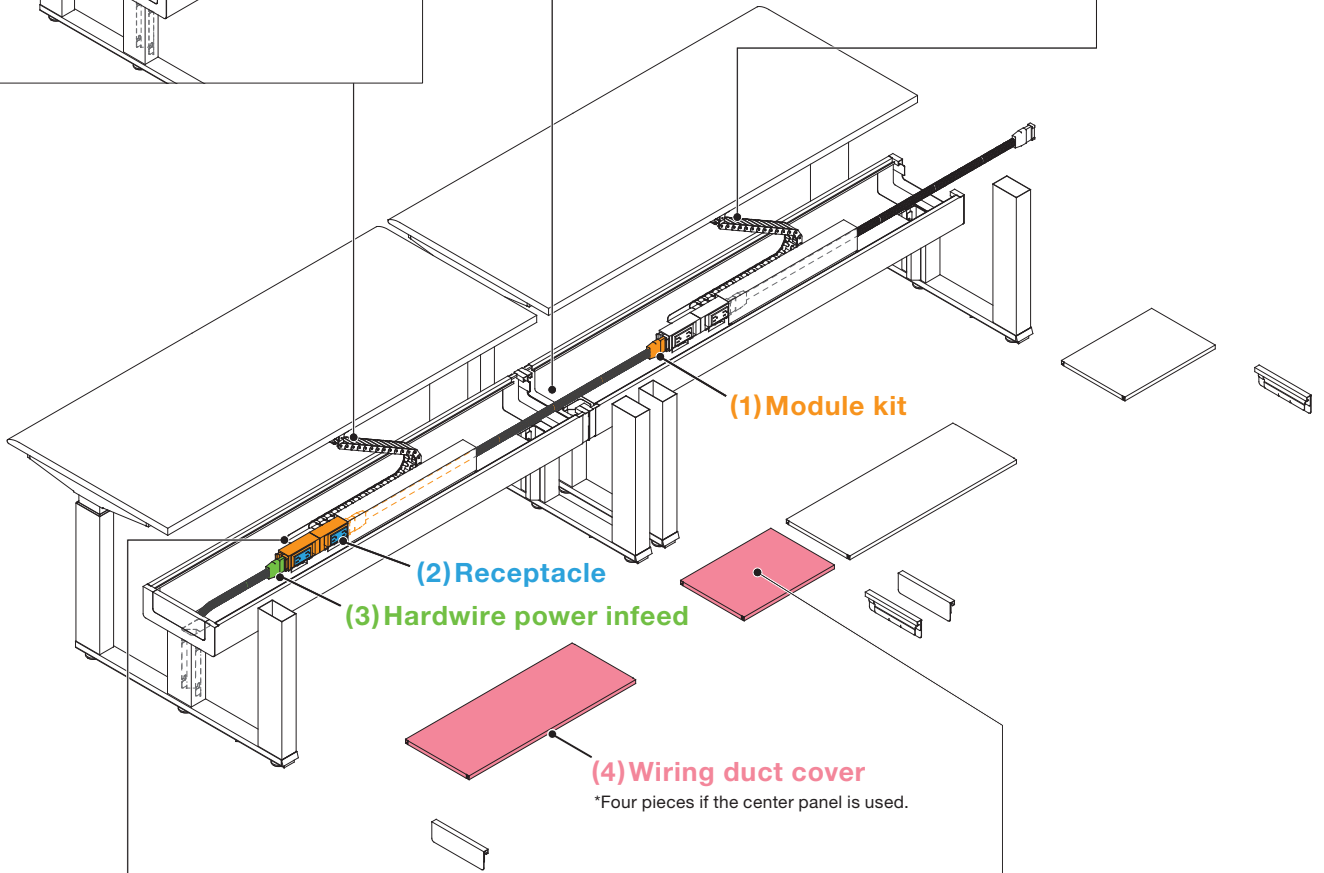 (1)Module kit
(2)Receptacle
(3)Hardwire power infeed
(4)Wiring duct cover
*Four pieces if the center panel is used.